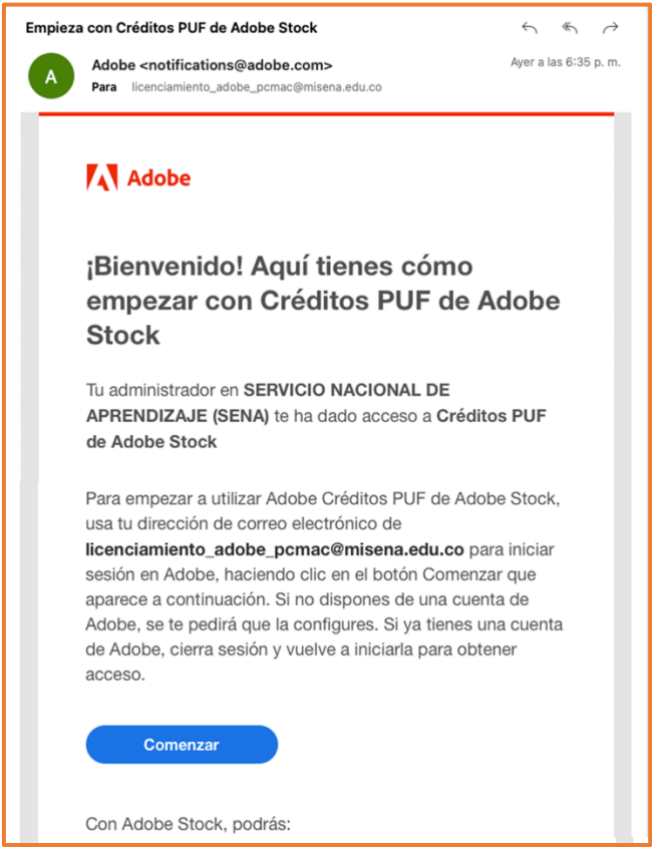 Empieza con Créditos PUF de Adobe Stock
A
Adobe <notifications@adobe.com>
Ayer a las 6:35 p. m.
Para licenciamiento_adobe_pcmac@misena.edu.co
Adobe
¡Bienvenido! Aquí tienes cómo
empezar con Créditos PUF de Adobe
Stock
Tu administrador en SERVICIO NACIONAL DE
APRENDIZAJE (SENA) te ha dado acceso a Créditos PUF
de Adobe Stock
Para empezar a utilizar Adobe Créditos PUF de Adobe Stock,
usa tu dirección de correo electrónico de
licenciamiento_adobe_pcmac@misena.edu.co para iniciar
sesión en Adobe, haciendo clic en el botón Comenzar que
aparece a continuación. Si no dispones de una cuenta de
Adobe, se te pedirá que la configures. Si ya tienes una cuenta
de Adobe, cierra sesión y vuelve a iniciarla para obtener
acceso.
Comenzar
Con Adobe Stock, podrás: